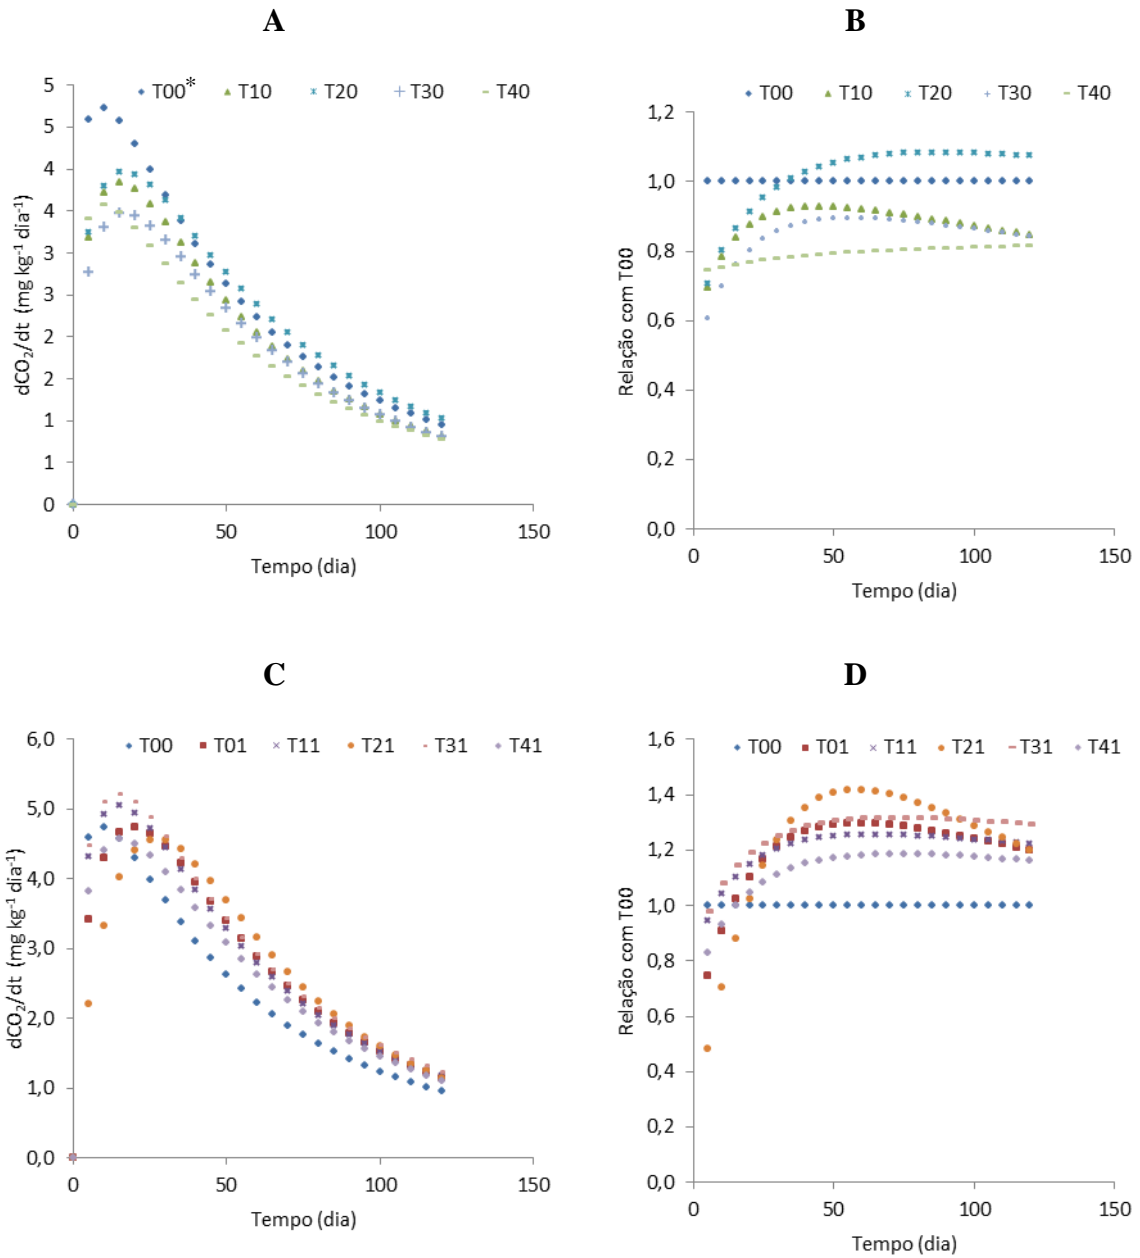 A
B
T00* T10 T20 T30 T40
5
5
4
4
3
3
2
2
1
1
0
0 50 100 150
dCO₂/dt (mg kg⁻¹ dia⁻¹)
Tempo (dia)
T00 T10 T20 T30 T40
1,2
1,0
0,8
0,6
0,4
0,2
0,0
0 50 100 150
Relação com T00
Tempo (dia)
C
D
T00 T01 T11 T21 T31 T41
6,0
5,0
4,0
3,0
2,0
1,0
0,0
0 50 100 150
dCO₂/dt (mg kg⁻¹ dia⁻¹)
Tempo (dia)
T00 T01 T11 T21 T31 T41
1,6
1,4
1,2
1,0
0,8
0,6
0,4
0,2
0,0
0 50 100 150
Relação com T00
Tempo (dia)